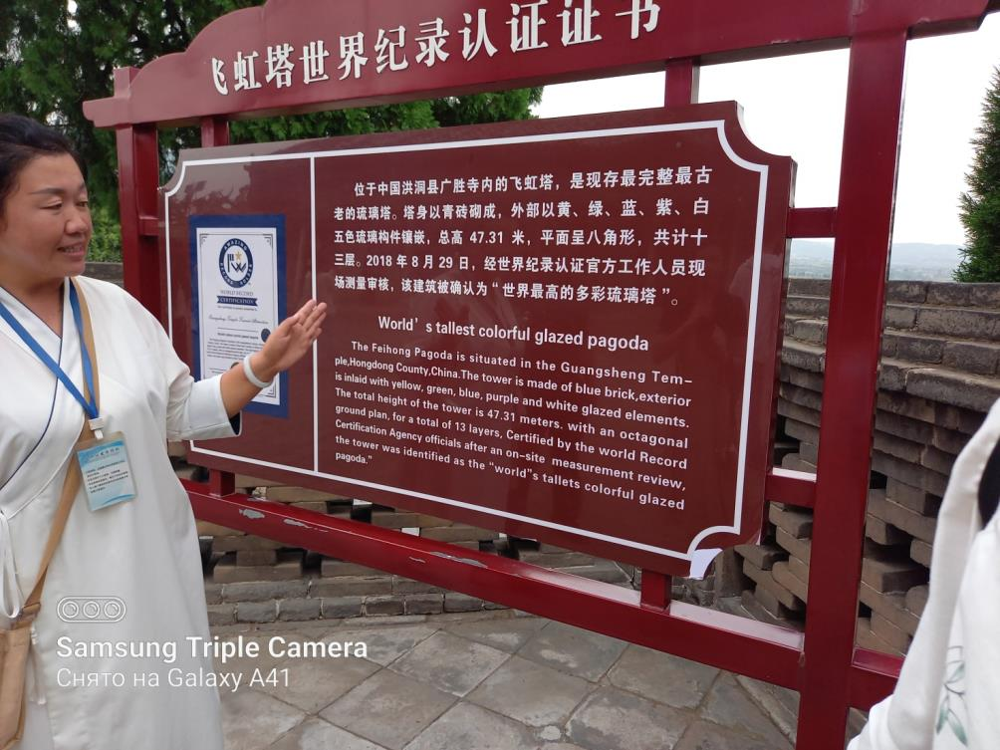 飞虹塔世界纪录认证证书
位于中国洪洞县广胜寺内的飞虹塔，是现存最完整最古
老的琉璃塔。塔身以青砖砌成，外部以黄、绿、蓝、紫、白
五色琉璃构件镶嵌，总高 47.31 米，平面呈八角形，共计十
三层。2018 年 8 月 29 日，经世界纪录认证官方工作人员现
场测量审核，该建筑被确认为“世界最高的多彩琉璃塔”。
World' s tallest colorful glazed pagoda
The Feihong Pagoda is situated in the Guangsheng Tem-
ple,Hongdong County,China.The tower is made of blue brick,exterior
is inlaid with yellow, green, blue, purple and white glazed elements.
The total height of the tower is 47.31 meters. with an octagonal
ground plan, for a total of 13 layers, Certified by the world Record
Certification Agency officials after an on-site measurement review,
the tower was identified as the “world”s tallets colorful glazed
pagoda.”
WORLD RECORD
CERTIFICATION
Samsung Triple Camera
Снято на Galaxy A41